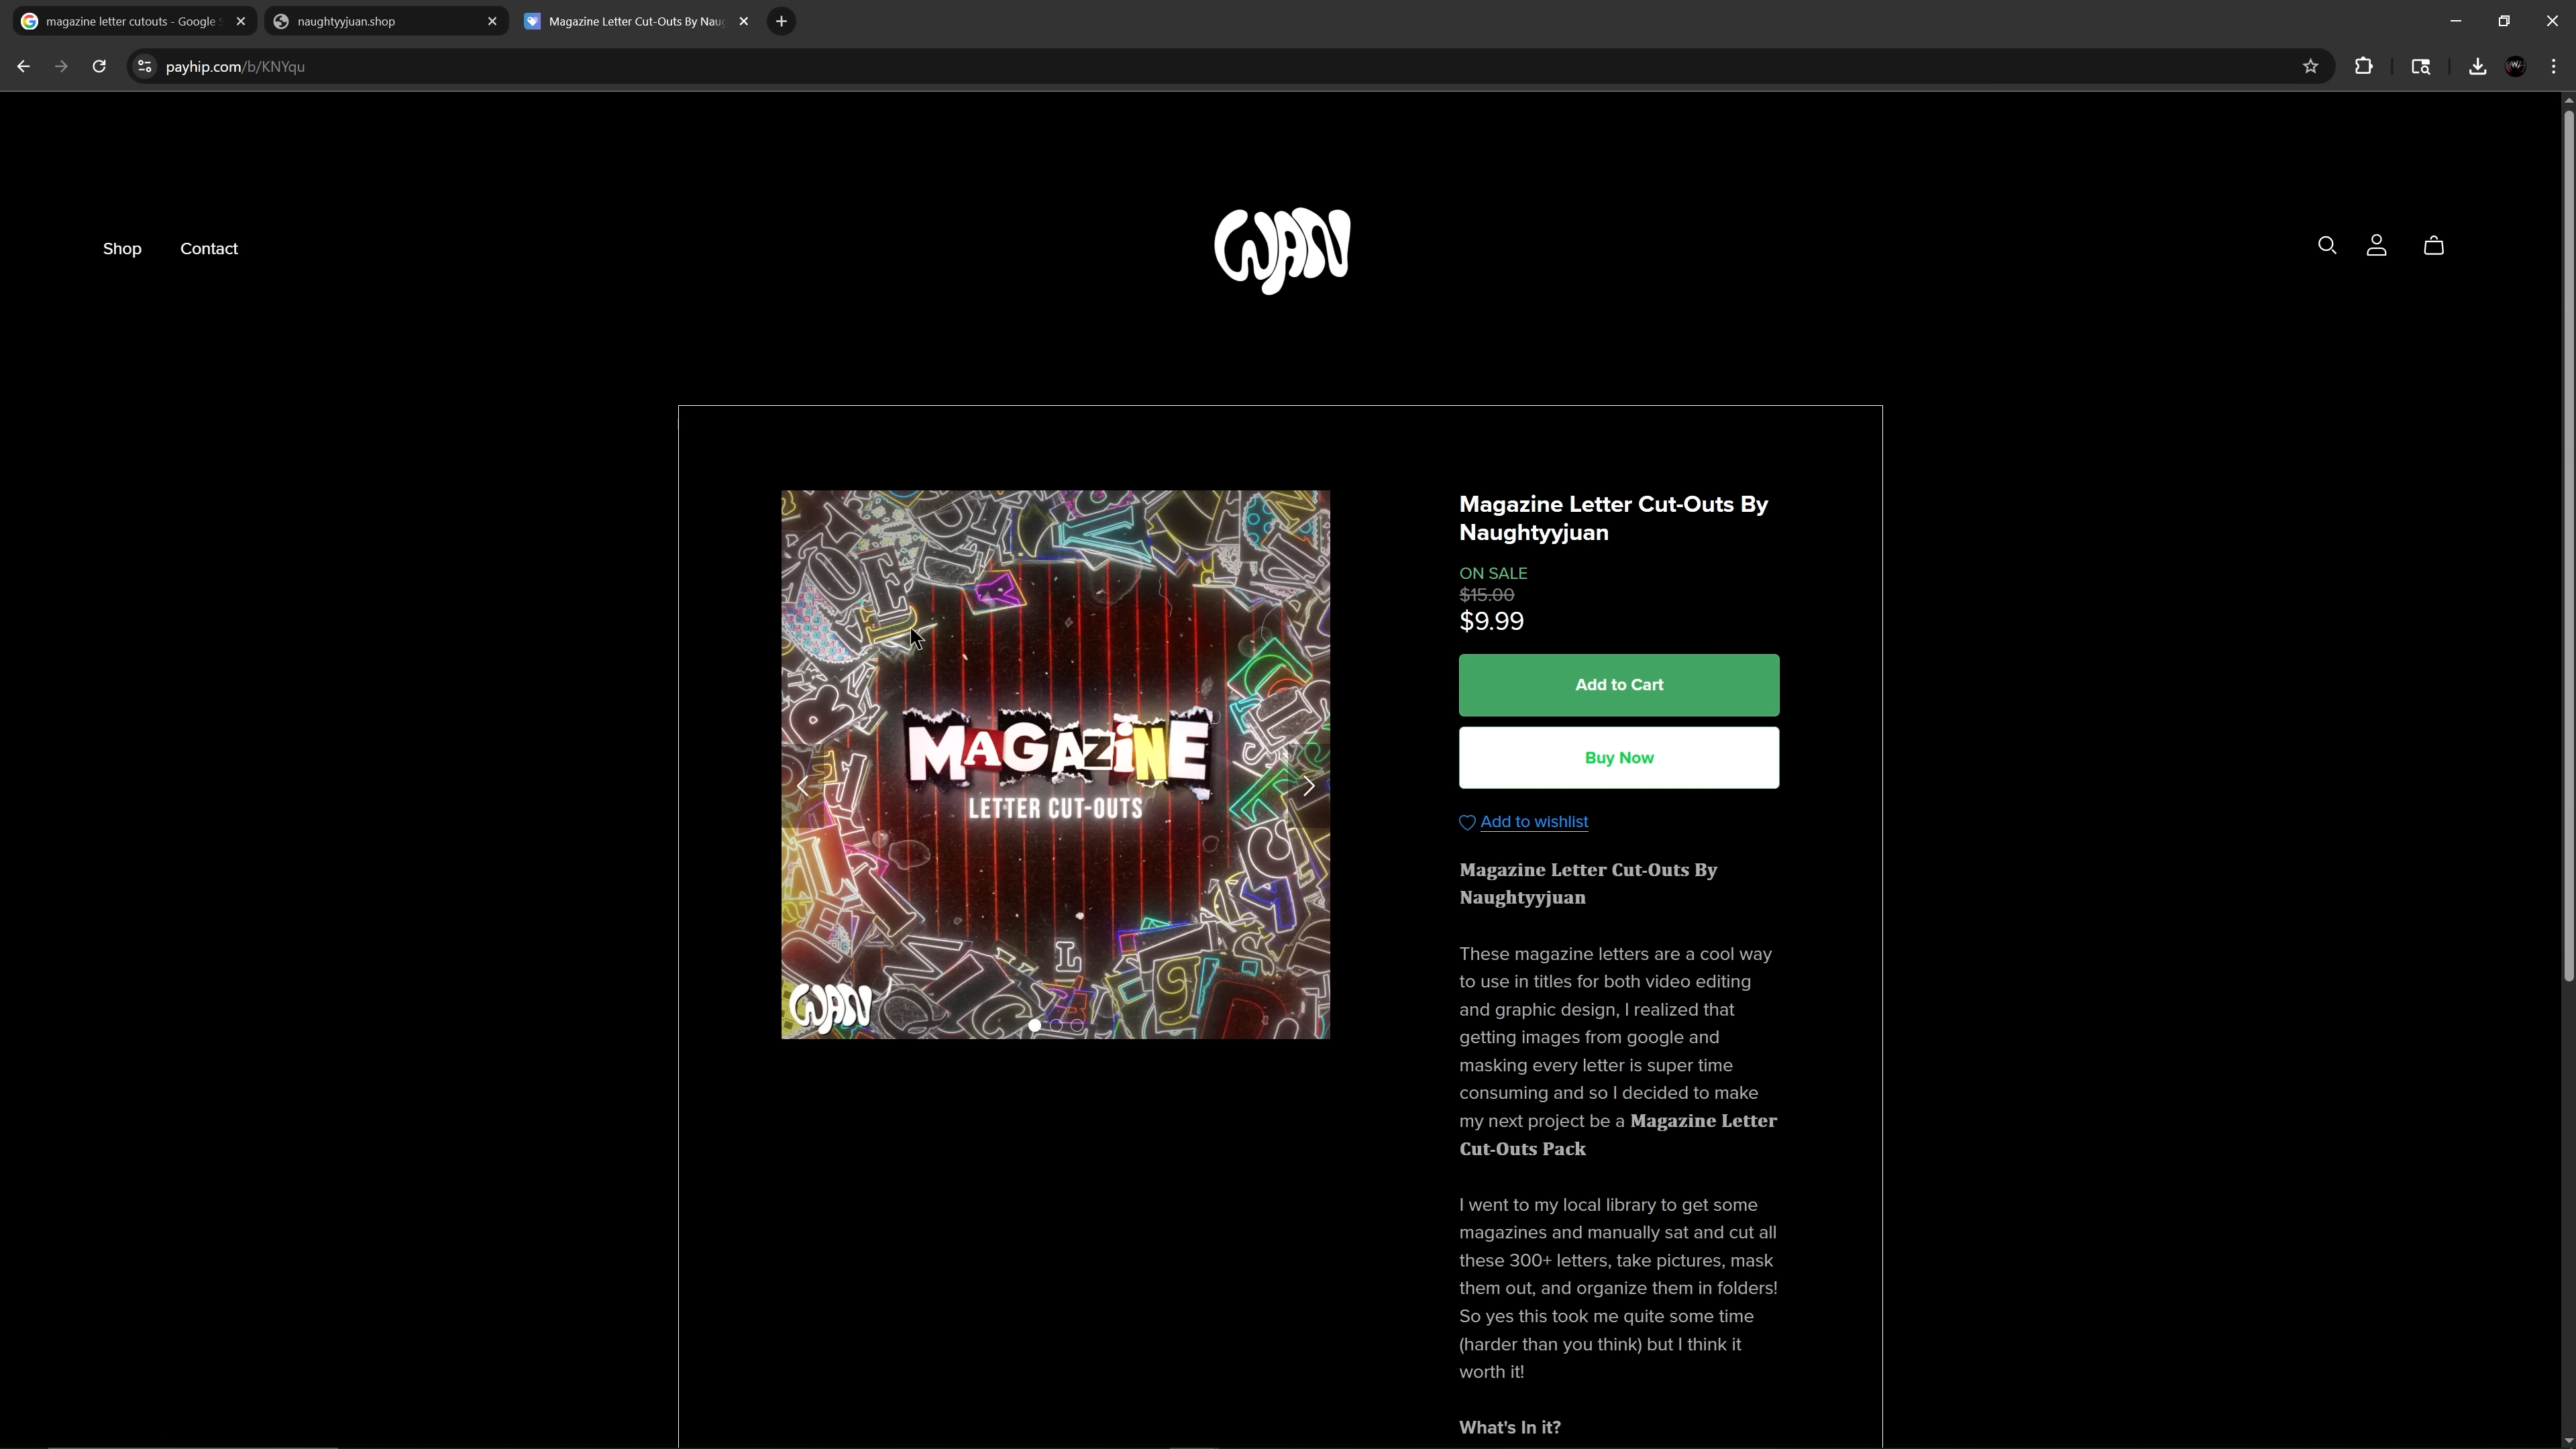 magazine letter cutouts - Google
naughtyyjuan.shop
Magazine Letter Cut-Outs By Nau
payhip.com/b/KNYqu
Shop
Contact
WAN
MAGAZiNE
LETTER CUT-OUTS
WAN
Magazine Letter Cut-Outs By
Naughtyyjuan
ON SALE
$15.00
$9.99
Add to Cart
Buy Now
Add to wishlist
Magazine Letter Cut-Outs By
Naughtyyjuan
These magazine letters are a cool way
to use in titles for both video editing
and graphic design, I realized that
getting images from google and
masking every letter is super time
consuming and so I decided to make
my next project be a Magazine Letter
Cut-Outs Pack
I went to my local library to get some
magazines and manually sat and cut all
these 300+ letters, take pictures, mask
them out, and organize them in folders!
So yes this took me quite some time
(harder than you think) but I think it
worth it!
What's In it?